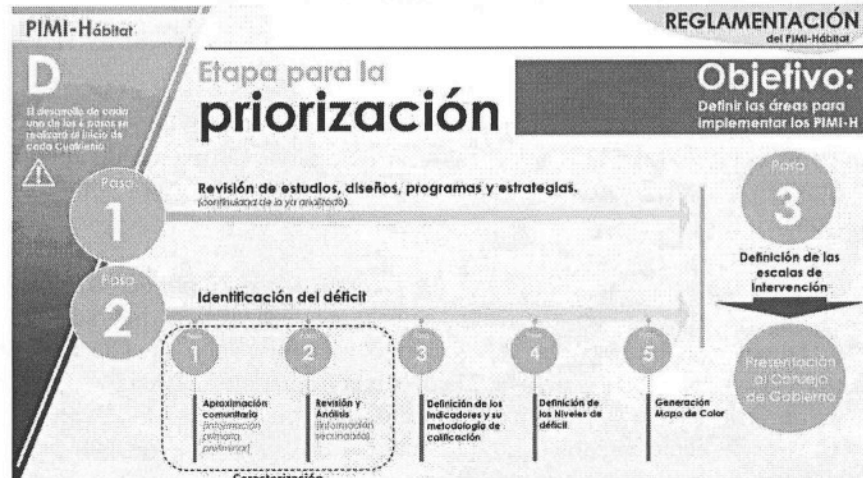 PIMI-Hábitat
REGLAMENTACIÓN
del PIMI-Hábitat
D
El desarrollo de cada
uno de los 6 pasos se
realizará al inicio de
cada Cuatrienio
Etapa para la
priorización
Objetivo:
Definir las áreas para
implementar los PIMI-H
Paso
1
Revisión de estudios, diseños, programas y estrategias.
(continuidad de lo ya analizado)
Paso
2
Identificación del déficit
Paso
3
Definición de las
escalas de
intervención
Presentación
al Consejo
de Gobierno
1
Aproximación
comunitaria
(información
primaria
preliminar)
2
Revisión y
Análisis
(información
secundaria)
3
Definición de los
indicadores y su
metodología de
calificación
4
Definición de
los Niveles de
déficit
5
Generación
Mapa de Color
Caracterización